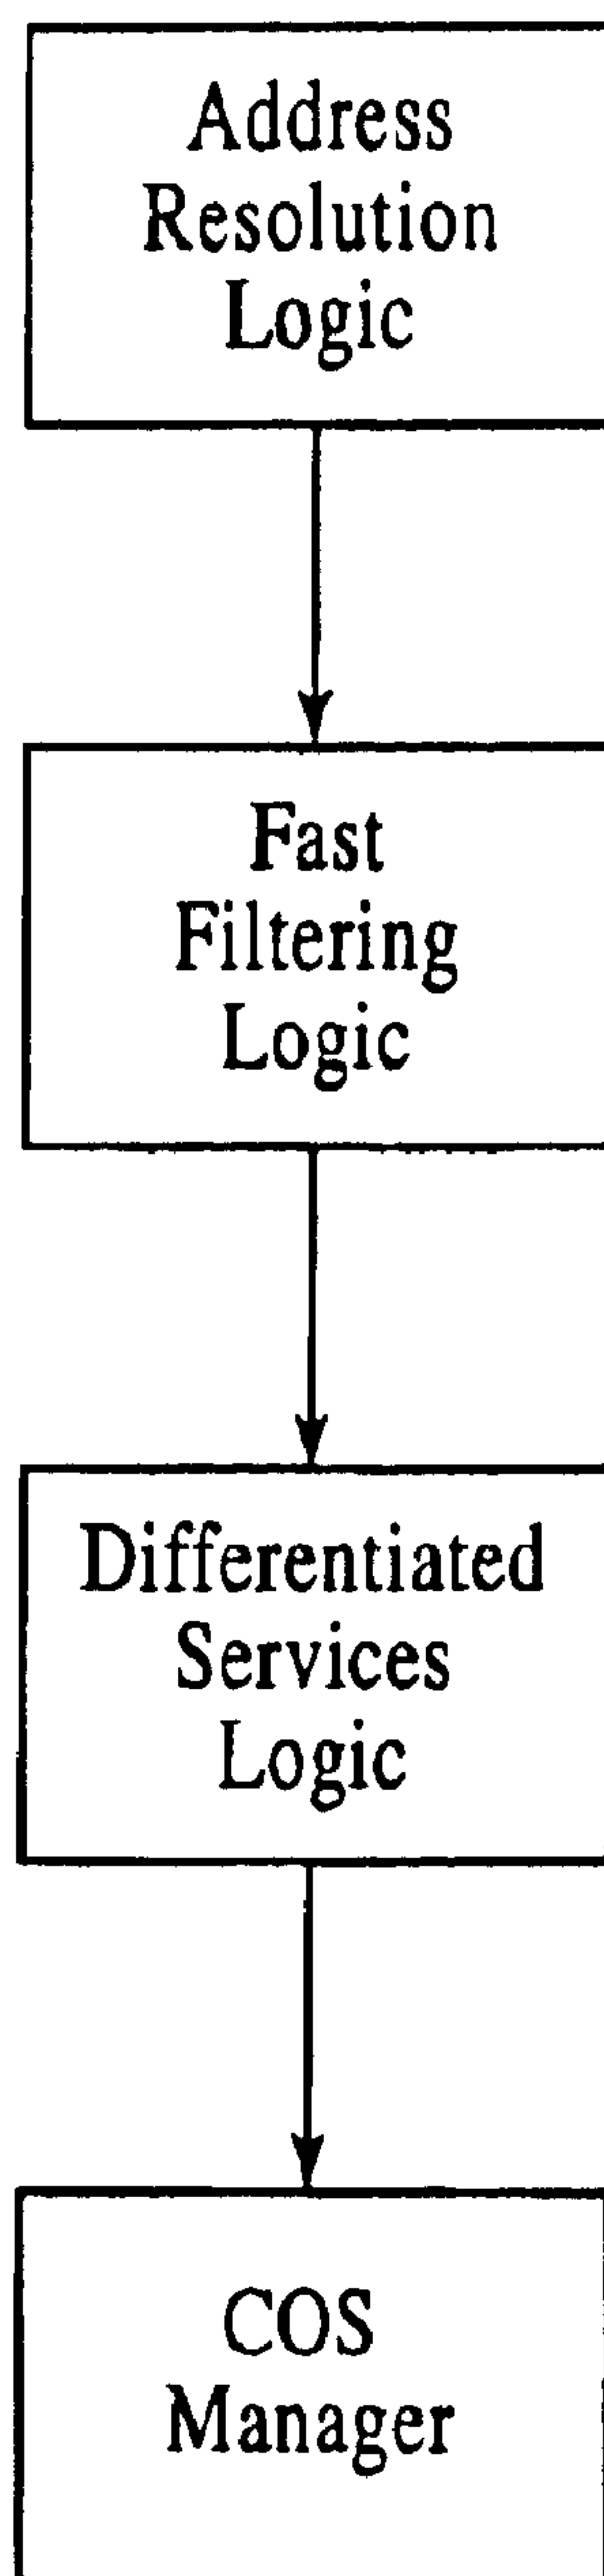 Address
Resolution
Logic
Fast
Filtering
Logic
Differentiated
Services
Logic
COS
Manager